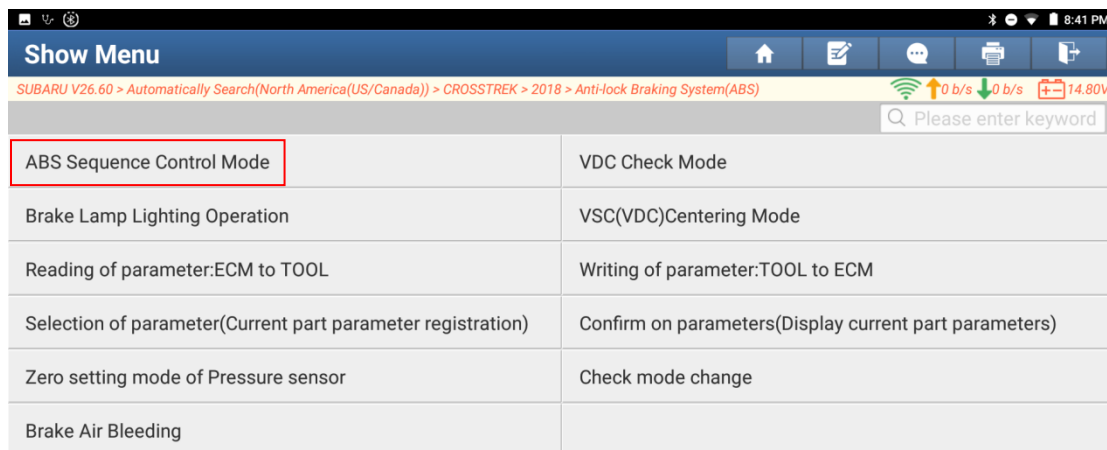 8:41 PM
Show Menu
SUBARU V26.60 > Automatically Search(North America(US/Canada)) > CROSSTREK > 2018 > Anti-lock Braking System(ABS)
0 b/s 0 b/s 14.80V
Please enter keyword
ABS Sequence Control Mode
VDC Check Mode
Brake Lamp Lighting Operation
VSC(VDC)Centering Mode
Reading of parameter:ECM to TOOL
Writing of parameter:TOOL to ECM
Selection of parameter(Current part parameter registration)
Confirm on parameters(Display current part parameters)
Zero setting mode of Pressure sensor
Check mode change
Brake Air Bleeding